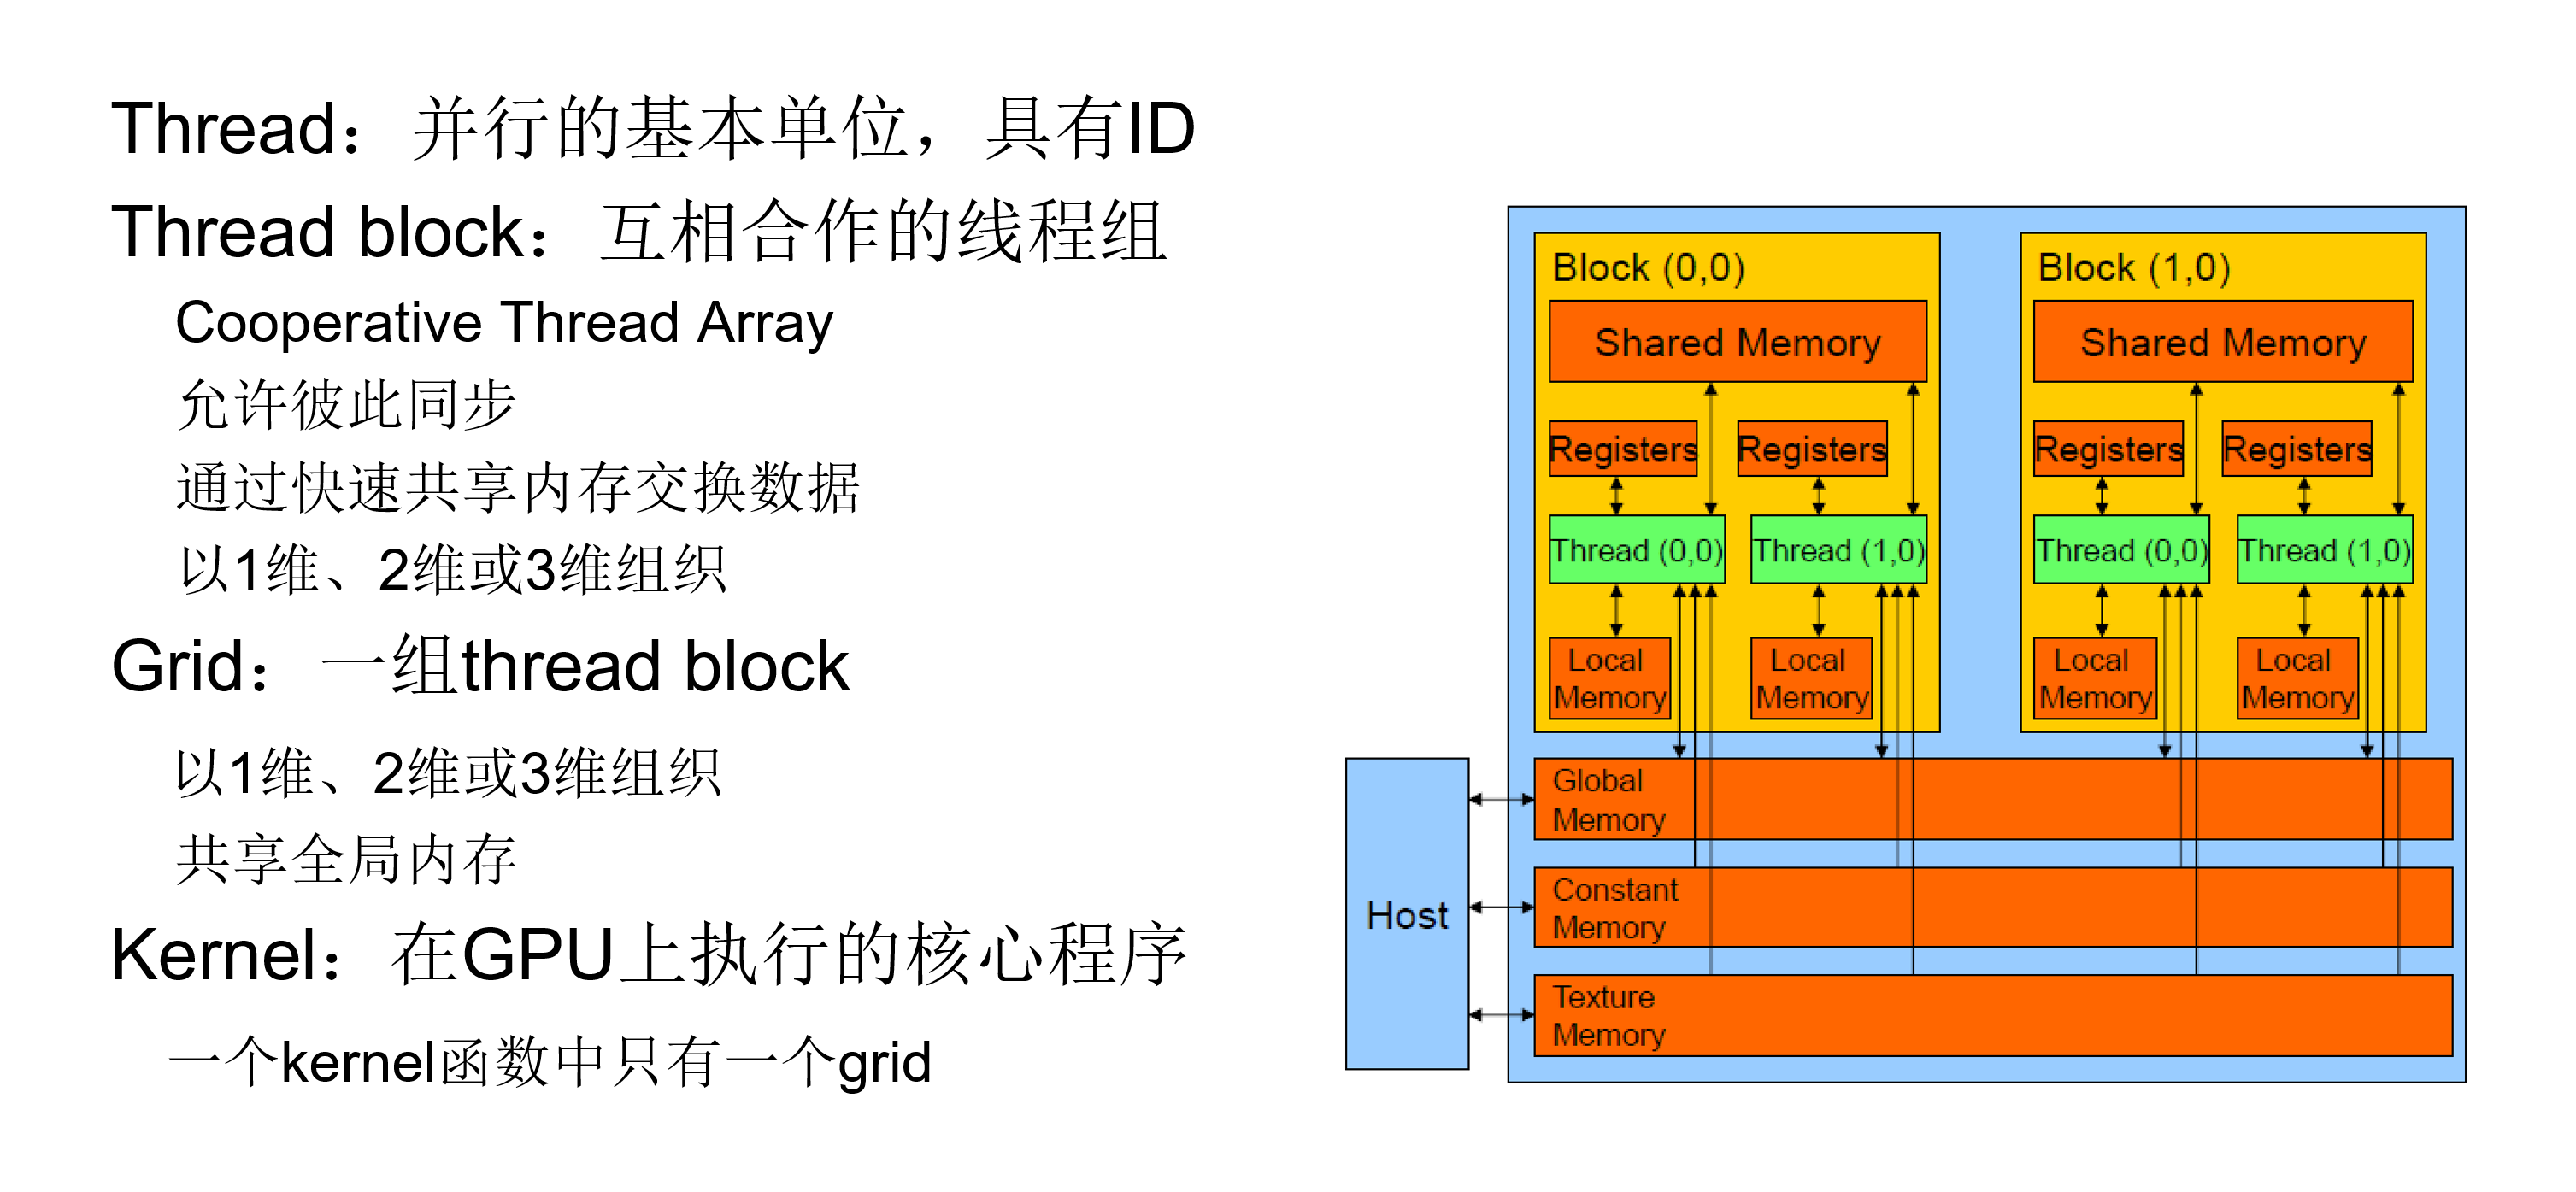 Thread：并行的基本单位，具有ID
Thread block：互相合作的线程组
Cooperative Thread Array
允许彼此同步
通过快速共享内存交换数据
以1维、2维或3维组织
Grid：一组thread block
以1维、2维或3维组织
共享全局内存
Kernel：在GPU上执行的核心程序
一个kernel函数中只有一个grid
Block (0,0)
Shared Memory
Registers
Registers
Thread (0,0)
Thread (1,0)
Local
Memory
Local
Memory
Block (1,0)
Shared Memory
Registers
Registers
Thread (0,0)
Thread (1,0)
Local
Memory
Local
Memory
Host
Global
Memory
Constant
Memory
Texture
Memory